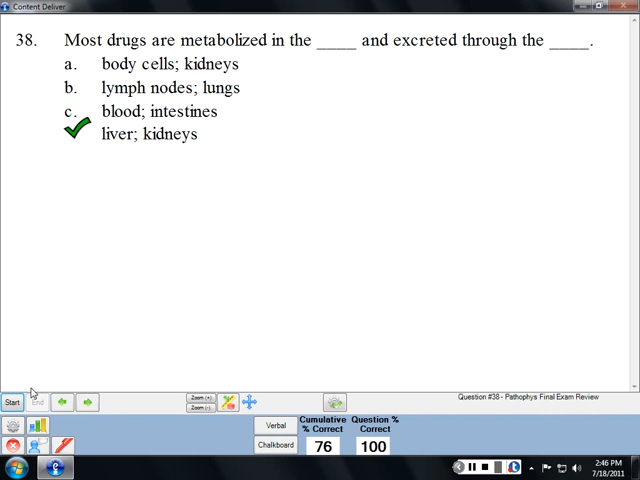 Content Deliver
38. Most drugs are metabolized in the ____ and excreted through the ____.
a. body cells; kidneys
b. lymph nodes; lungs
c. blood; intestines
liver; kidneys
Start End Zoom (+) Zoom (-) Question #38 - Pathophys Final Exam Review
Verbal Chalkboard
Cumulative % Correct Question % Correct
76 100
2:46 PM
7/18/2011